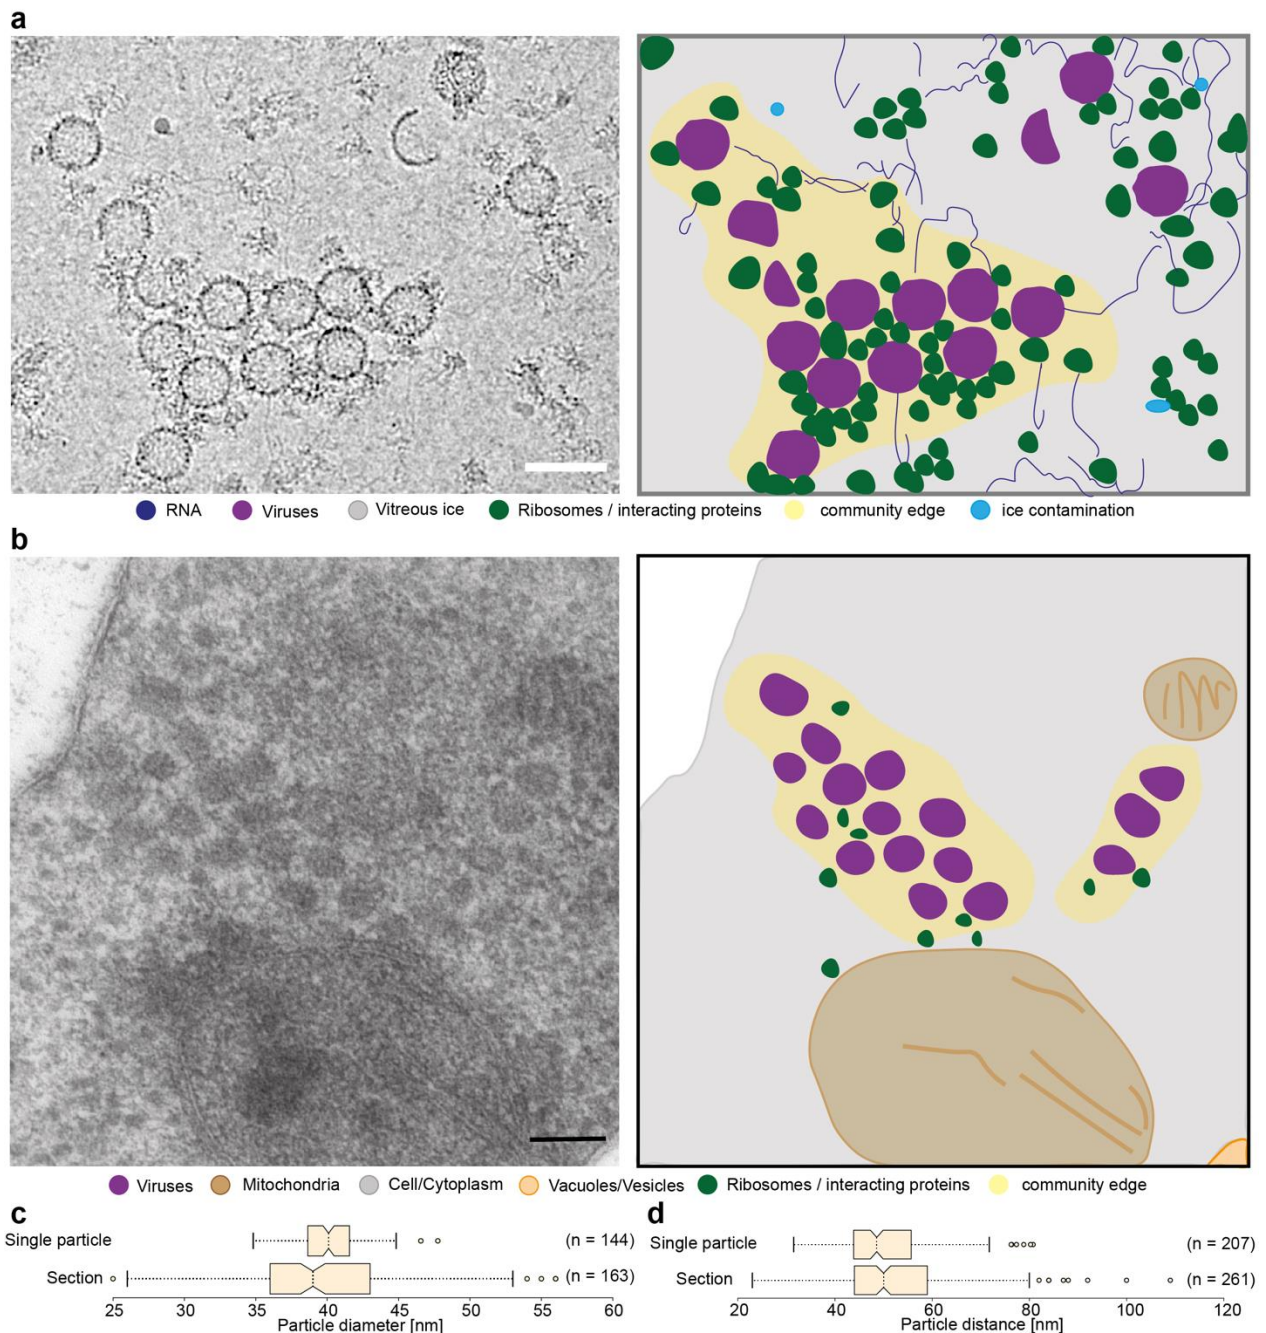 a
RNA Viruses Vitreous ice Ribosomes / interacting proteins community edge ice contamination
b
Viruses Mitochondria Cell/Cytoplasm Vacuoles/Vesicles Ribosomes / interacting proteins community edge
c
Single particle (n = 144)
Section (n = 163)
25 30 35 40 45 50 55 60
Particle diameter [nm]
d
Single particle (n = 207)
Section (n = 261)
20 40 60 80 100 120
Particle distance [nm]